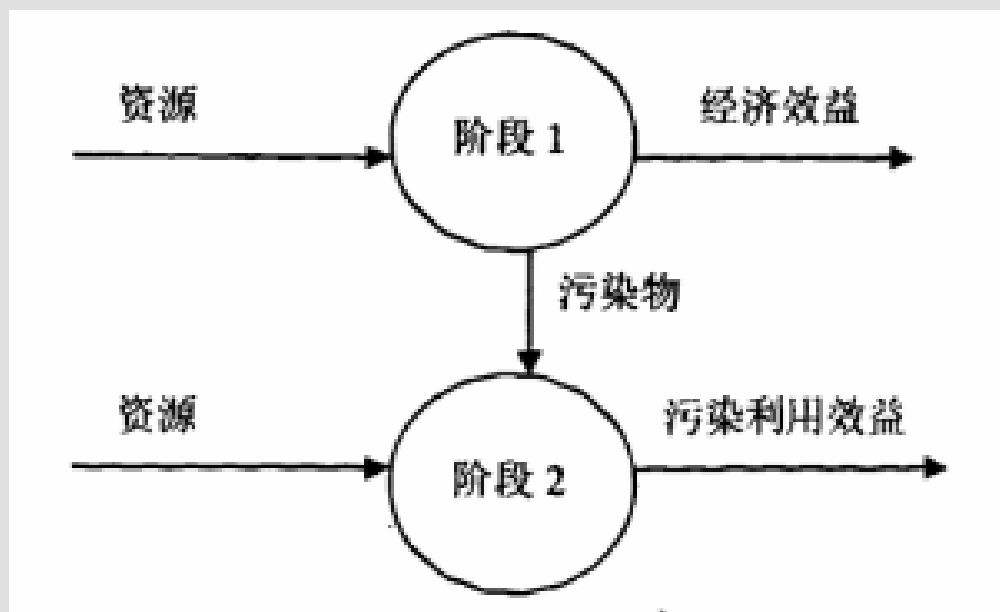 资源
阶段 1
经济效益
污染物
资源
阶段 2
污染利用效益